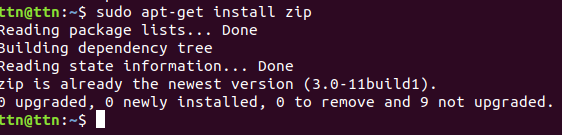 ttn@ttn:~$ sudo apt-get install zip
Reading package lists... Done
Building dependency tree
Reading state information... Done
zip is already the newest version (3.0-11build1).
0 upgraded, 0 newly installed, 0 to remove and 9 not upgraded.
ttn@ttn:~$